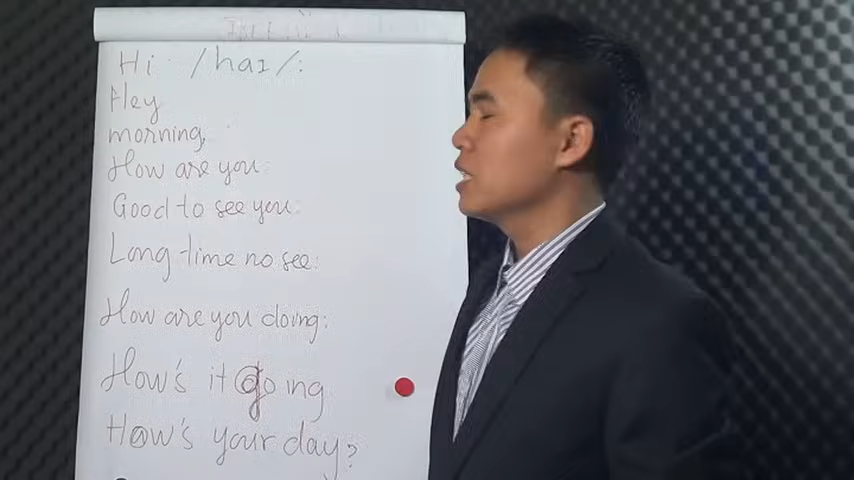 Hi /haɪ/:
Hey
morning,
How are you:
Good to see you:
Long-time no see:
How are you doing:
How's it going
How's your day?